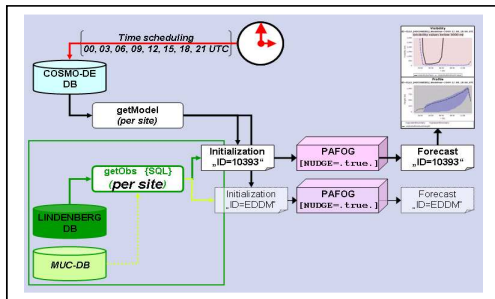 Time scheduling
00, 03, 06, 09, 12, 15, 18, 21 UTC
COSMO-DE
DB
getModel
(per site)
getObs {SQL}
(per site)
LINDENBERG
DB
MUC-DB
Initialization
„ID=10393“
PAFOG
[NUDGE=.true.]
Forecast
„ID=10393“
Initialization
„ID=EDDM“
PAFOG
[NUDGE=.true.]
Forecast
„ID=EDDM“
Visibility
Profile